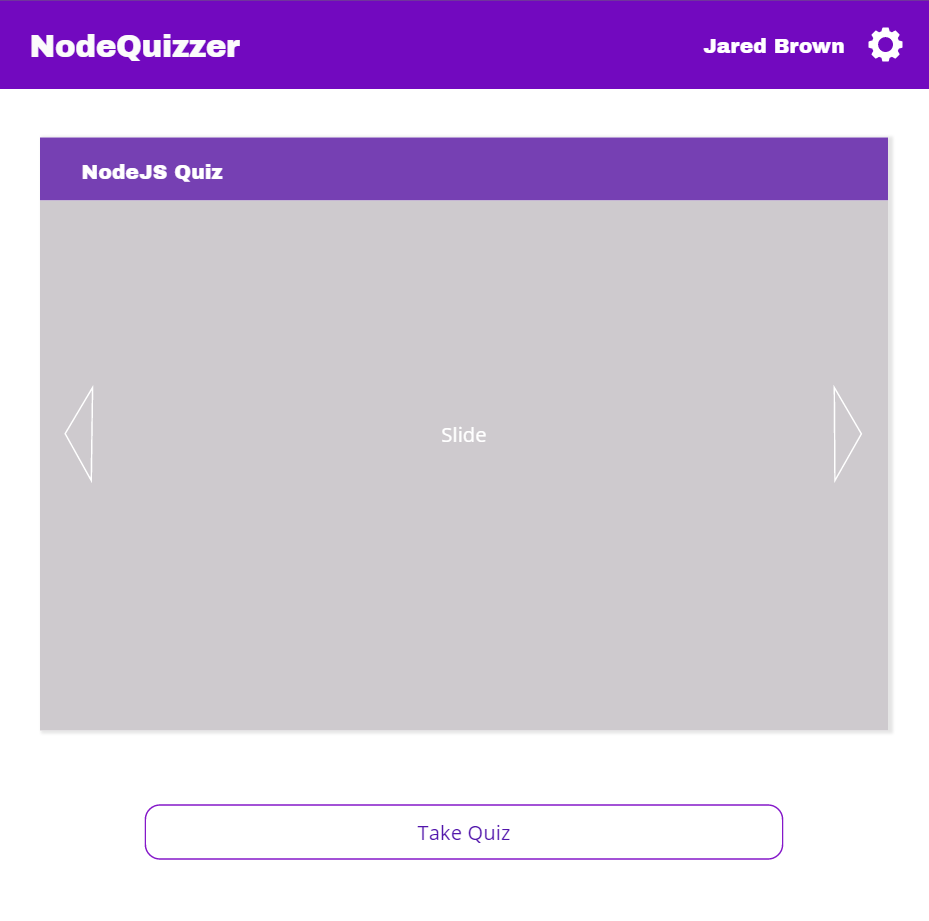 NodeQuizzer
Jared Brown
NodeJS Quiz
Slide
Take Quiz